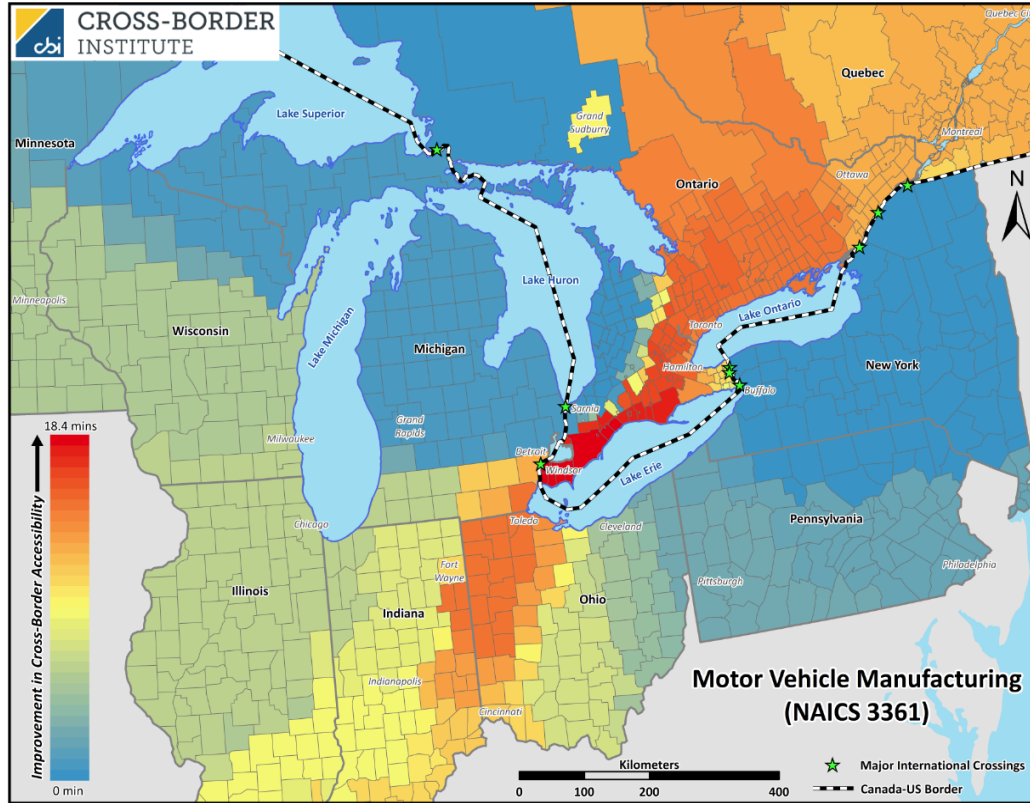 cbi
CROSS-BORDER
INSTITUTE
Quebec City
Quebec
Lake Superior
Grand
Sudburry
Montreal
Minnesota
Ottawa
Ontario
N
Lake Huron
Minneapolis
Wisconsin
Lake Michigan
Lake Ontario
Toronto
Michigan
Hamilton
New York
Buffalo
Sarnia
Grand
Rapids
18.4 mins
Milwaukee
Detroit
Windsor
Lake Erie
Chicago
Toledo
Cleveland
Pennsylvania
Fort
Wayne
Philadelphia
Pittsburgh
Illinois
Indiana
Ohio
Improvement in Cross-Border Accessibility
Indianapolis
Cincinnati
Motor Vehicle Manufacturing
(NAICS 3361)
Kilometers
Major International Crossings
0 100 200 400
Canada-US Border
0 min